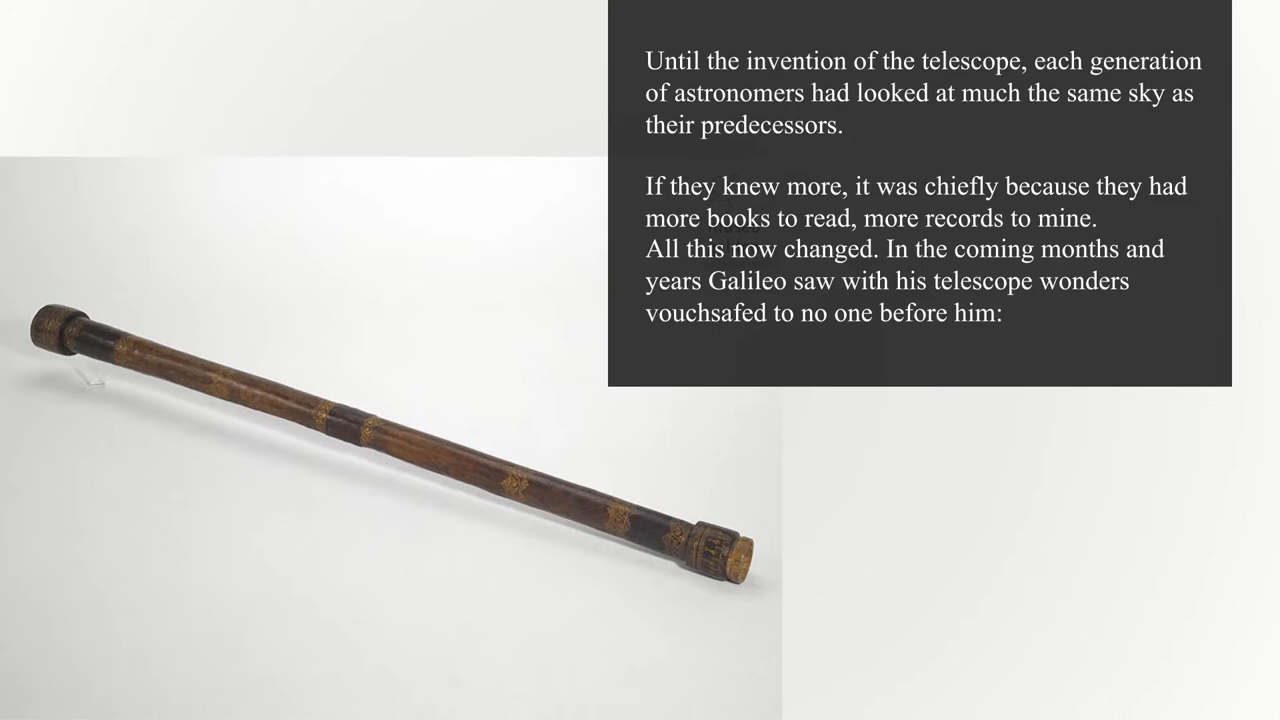 Until the invention of the telescope, each generation
of astronomers had looked at much the same sky as
their predecessors.
If they knew more, it was chiefly because they had
more books to read, more records to mine.
All this now changed. In the coming months and
years Galileo saw with his telescope wonders
vouchsafed to no one before him: